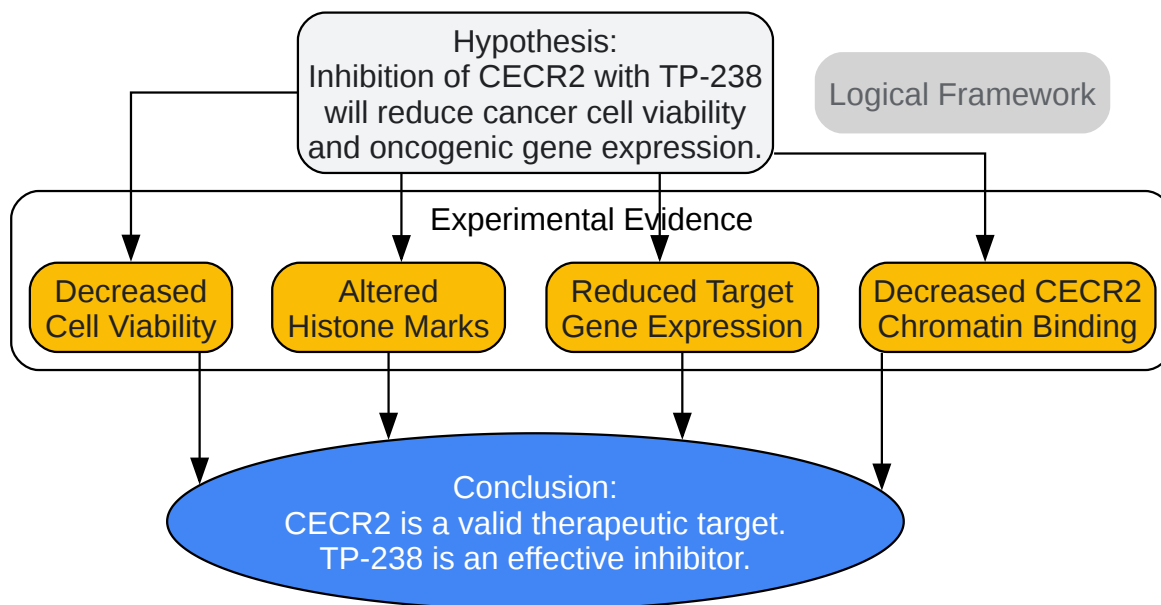 Hypothesis:
Inhibition of CECR2 with TP-238
will reduce cancer cell viability
and oncogenic gene expression.
Logical Framework
Experimental Evidence
Decreased
Cell Viability
Altered
Histone Marks
Reduced Target
Gene Expression
Decreased CECR2
Chromatin Binding
Conclusion:
CECR2 is a valid therapeutic target.
TP-238 is an effective inhibitor.